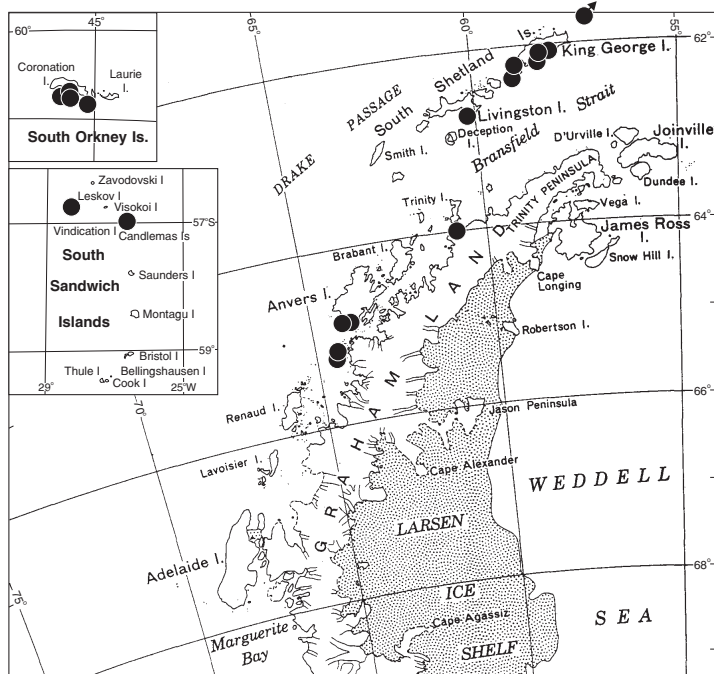 65°
60°
55°
62°
60°
45°
Coronation
I.
Laurie
I.
South Orkney Is.
Zavodovski I
Leskov I
Visokoi I
57°S
Vindication I
Candlemas Is
South
Sandwich
Islands
Saunders I
Montagu I
59°
Bristol I
Thule I
Bellingshausen I
Cook I
29°
25°W
DRAKE PASSAGE
South Shetland Is.
King George I.
Livingston I.
Deception
I.
Smith I.
Bransfield Strait
D'Urville I.
Joinville
I.
Dundee I.
TRINITY PENINSULA
Trinity I.
Vega I.
64°
James Ross
I.
Snow Hill I.
Brabant I.
Cape
Longing
Anvers I.
Robertson I.
GRAHAM LAND
70°
66°
Renaud I.
Jason Peninsula
Lavoisier I.
Cape Alexander
WEDDELL
LARSEN
Adelaide I.
68°
ICE
75°
Cape Agassiz
SEA
Marguerite
Bay
SHELF